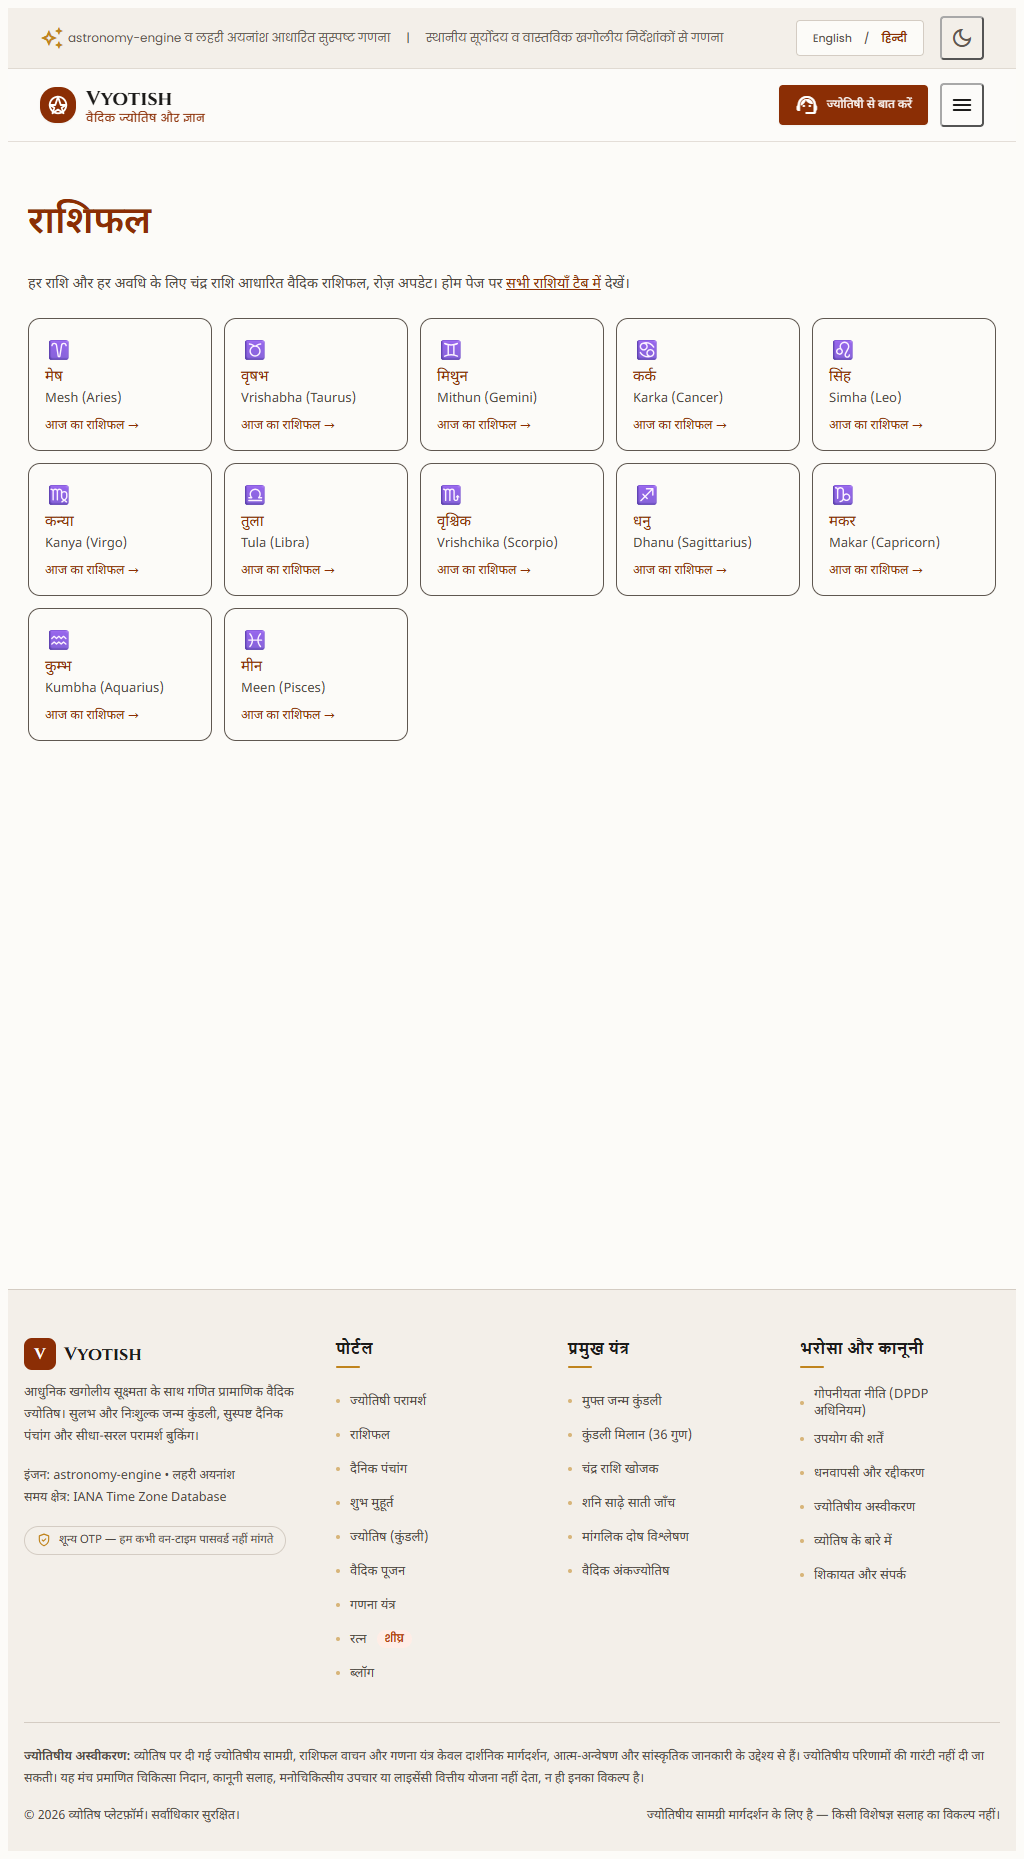 astronomy-engine व लहरी अयनांश आधारित सुस्पष्ट गणना | स्थानीय सूर्योदय व वास्तविक खगोलीय निर्देशांकों से गणना
English / हिन्दी
VYOTISH
वैदिक ज्योतिष और ज्ञान
ज्योतिषी से बात करें
राशिफल
हर राशि और हर अवधि के लिए चंद्र राशि आधारित वैदिक राशिफल, रोज़ अपडेट। होम पेज पर सभी राशियाँ टैब में देखें।
♈ ♉ ♊ ♋ ♌
मेष वृषभ मिथुन कर्क सिंह
Mesh (Aries) Vrishabha (Taurus) Mithun (Gemini) Karka (Cancer) Simha (Leo)
आज का राशिफल → आज का राशिफल → आज का राशिफल → आज का राशिफल → आज का राशिफल →
♍ ♎ ♏ ♐ ♑
कन्या तुला वृश्चिक धनु मकर
Kanya (Virgo) Tula (Libra) Vrishchika (Scorpio) Dhanu (Sagittarius) Makar (Capricorn)
आज का राशिफल → आज का राशिफल → आज का राशिफल → आज का राशिफल → आज का राशिफल →
♒ ♓
कुम्भ मीन
Kumbha (Aquarius) Meen (Pisces)
आज का राशिफल → आज का राशिफल →
V VYOTISH
आधुनिक खगोलीय सूक्ष्मता के साथ गणित प्रामाणिक वैदिक
ज्योतिष। सुलभ और निःशुल्क जन्म कुंडली, सुस्पष्ट दैनिक
पंचांग और सीधा-सरल परामर्श बुकिंग।
इंजन: astronomy-engine • लहरी अयनांश
समय क्षेत्र: IANA Time Zone Database
शून्य OTP — हम कभी वन-टाइम पासवर्ड नहीं मांगते
पोर्टल
ज्योतिषी परामर्श
राशिफल
दैनिक पंचांग
शुभ मुहूर्त
ज्योतिष (कुंडली)
वैदिक पूजन
गणना यंत्र
रत्न शीघ्र
ब्लॉग
प्रमुख यंत्र
मुफ्त जन्म कुंडली
कुंडली मिलान (36 गुण)
चंद्र राशि खोजक
शनि साढ़े साती जाँच
मांगलिक दोष विश्लेषण
वैदिक अंकज्योतिष
भरोसा और कानूनी
गोपनीयता नीति (DPDP
अधिनियम)
उपयोग की शर्तें
धनवापसी और रद्दीकरण
ज्योतिषीय अस्वीकरण
व्योतिष के बारे में
शिकायत और संपर्क
ज्योतिषीय अस्वीकरण: व्योतिष पर दी गई ज्योतिषीय सामग्री, राशिफल वाचन और गणना यंत्र केवल दार्शनिक मार्गदर्शन, आत्म-अन्वेषण और सांस्कृतिक जानकारी के उद्देश्य से हैं। ज्योतिषीय परिणामों की गारंटी नहीं दी जा
सकती। यह मंच प्रमाणित चिकित्सा निदान, कानूनी सलाह, मनोचिकित्सीय उपचार या लाइसेंसी वित्तीय योजना नहीं देता, न ही इनका विकल्प है।
© 2026 व्योतिष प्लेटफ़ॉर्म। सर्वाधिकार सुरक्षित।
ज्योतिषीय सामग्री मार्गदर्शन के लिए है — किसी विशेषज्ञ सलाह का विकल्प नहीं।